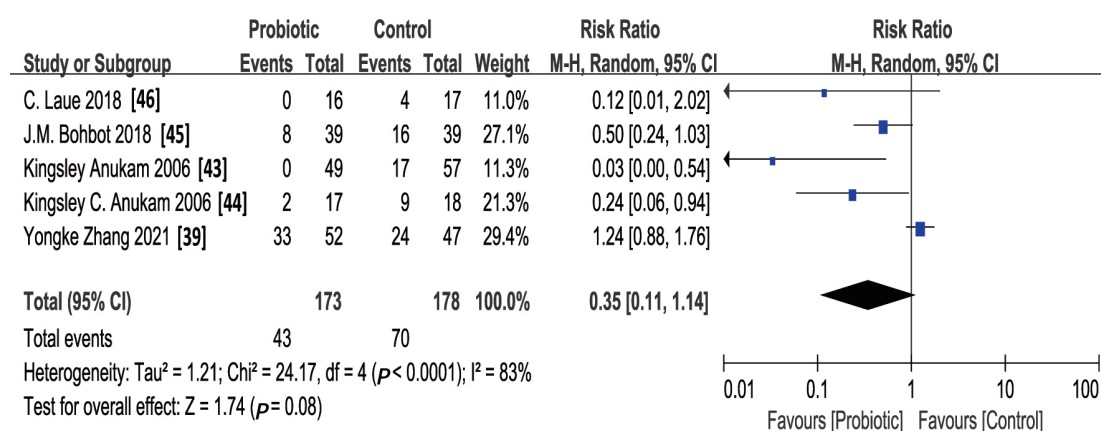 Probiotic Control Risk Ratio Risk Ratio
Study or Subgroup Events Total Events Total Weight M-H, Random, 95% CI M-H, Random, 95% CI
C. Laue 2018 [46] 0 16 4 17 11.0% 0.12 [0.01, 2.02]
J.M. Bohbot 2018 [45] 8 39 16 39 27.1% 0.50 [0.24, 1.03]
Kingsley Anukam 2006 [43] 0 49 17 57 11.3% 0.03 [0.00, 0.54]
Kingsley C. Anukam 2006 [44] 2 17 9 18 21.3% 0.24 [0.06, 0.94]
Yongke Zhang 2021 [39] 33 52 24 47 29.4% 1.24 [0.88, 1.76]
Total (95% CI) 173 178 100.0% 0.35 [0.11, 1.14]
Total events 43 70
Heterogeneity: Tau² = 1.21; Chi² = 24.17, df = 4 (P < 0.0001); I² = 83%
Test for overall effect: Z = 1.74 (P = 0.08)
0.01 0.1 1 10 100
Favours [Probiotic] Favours [Control]